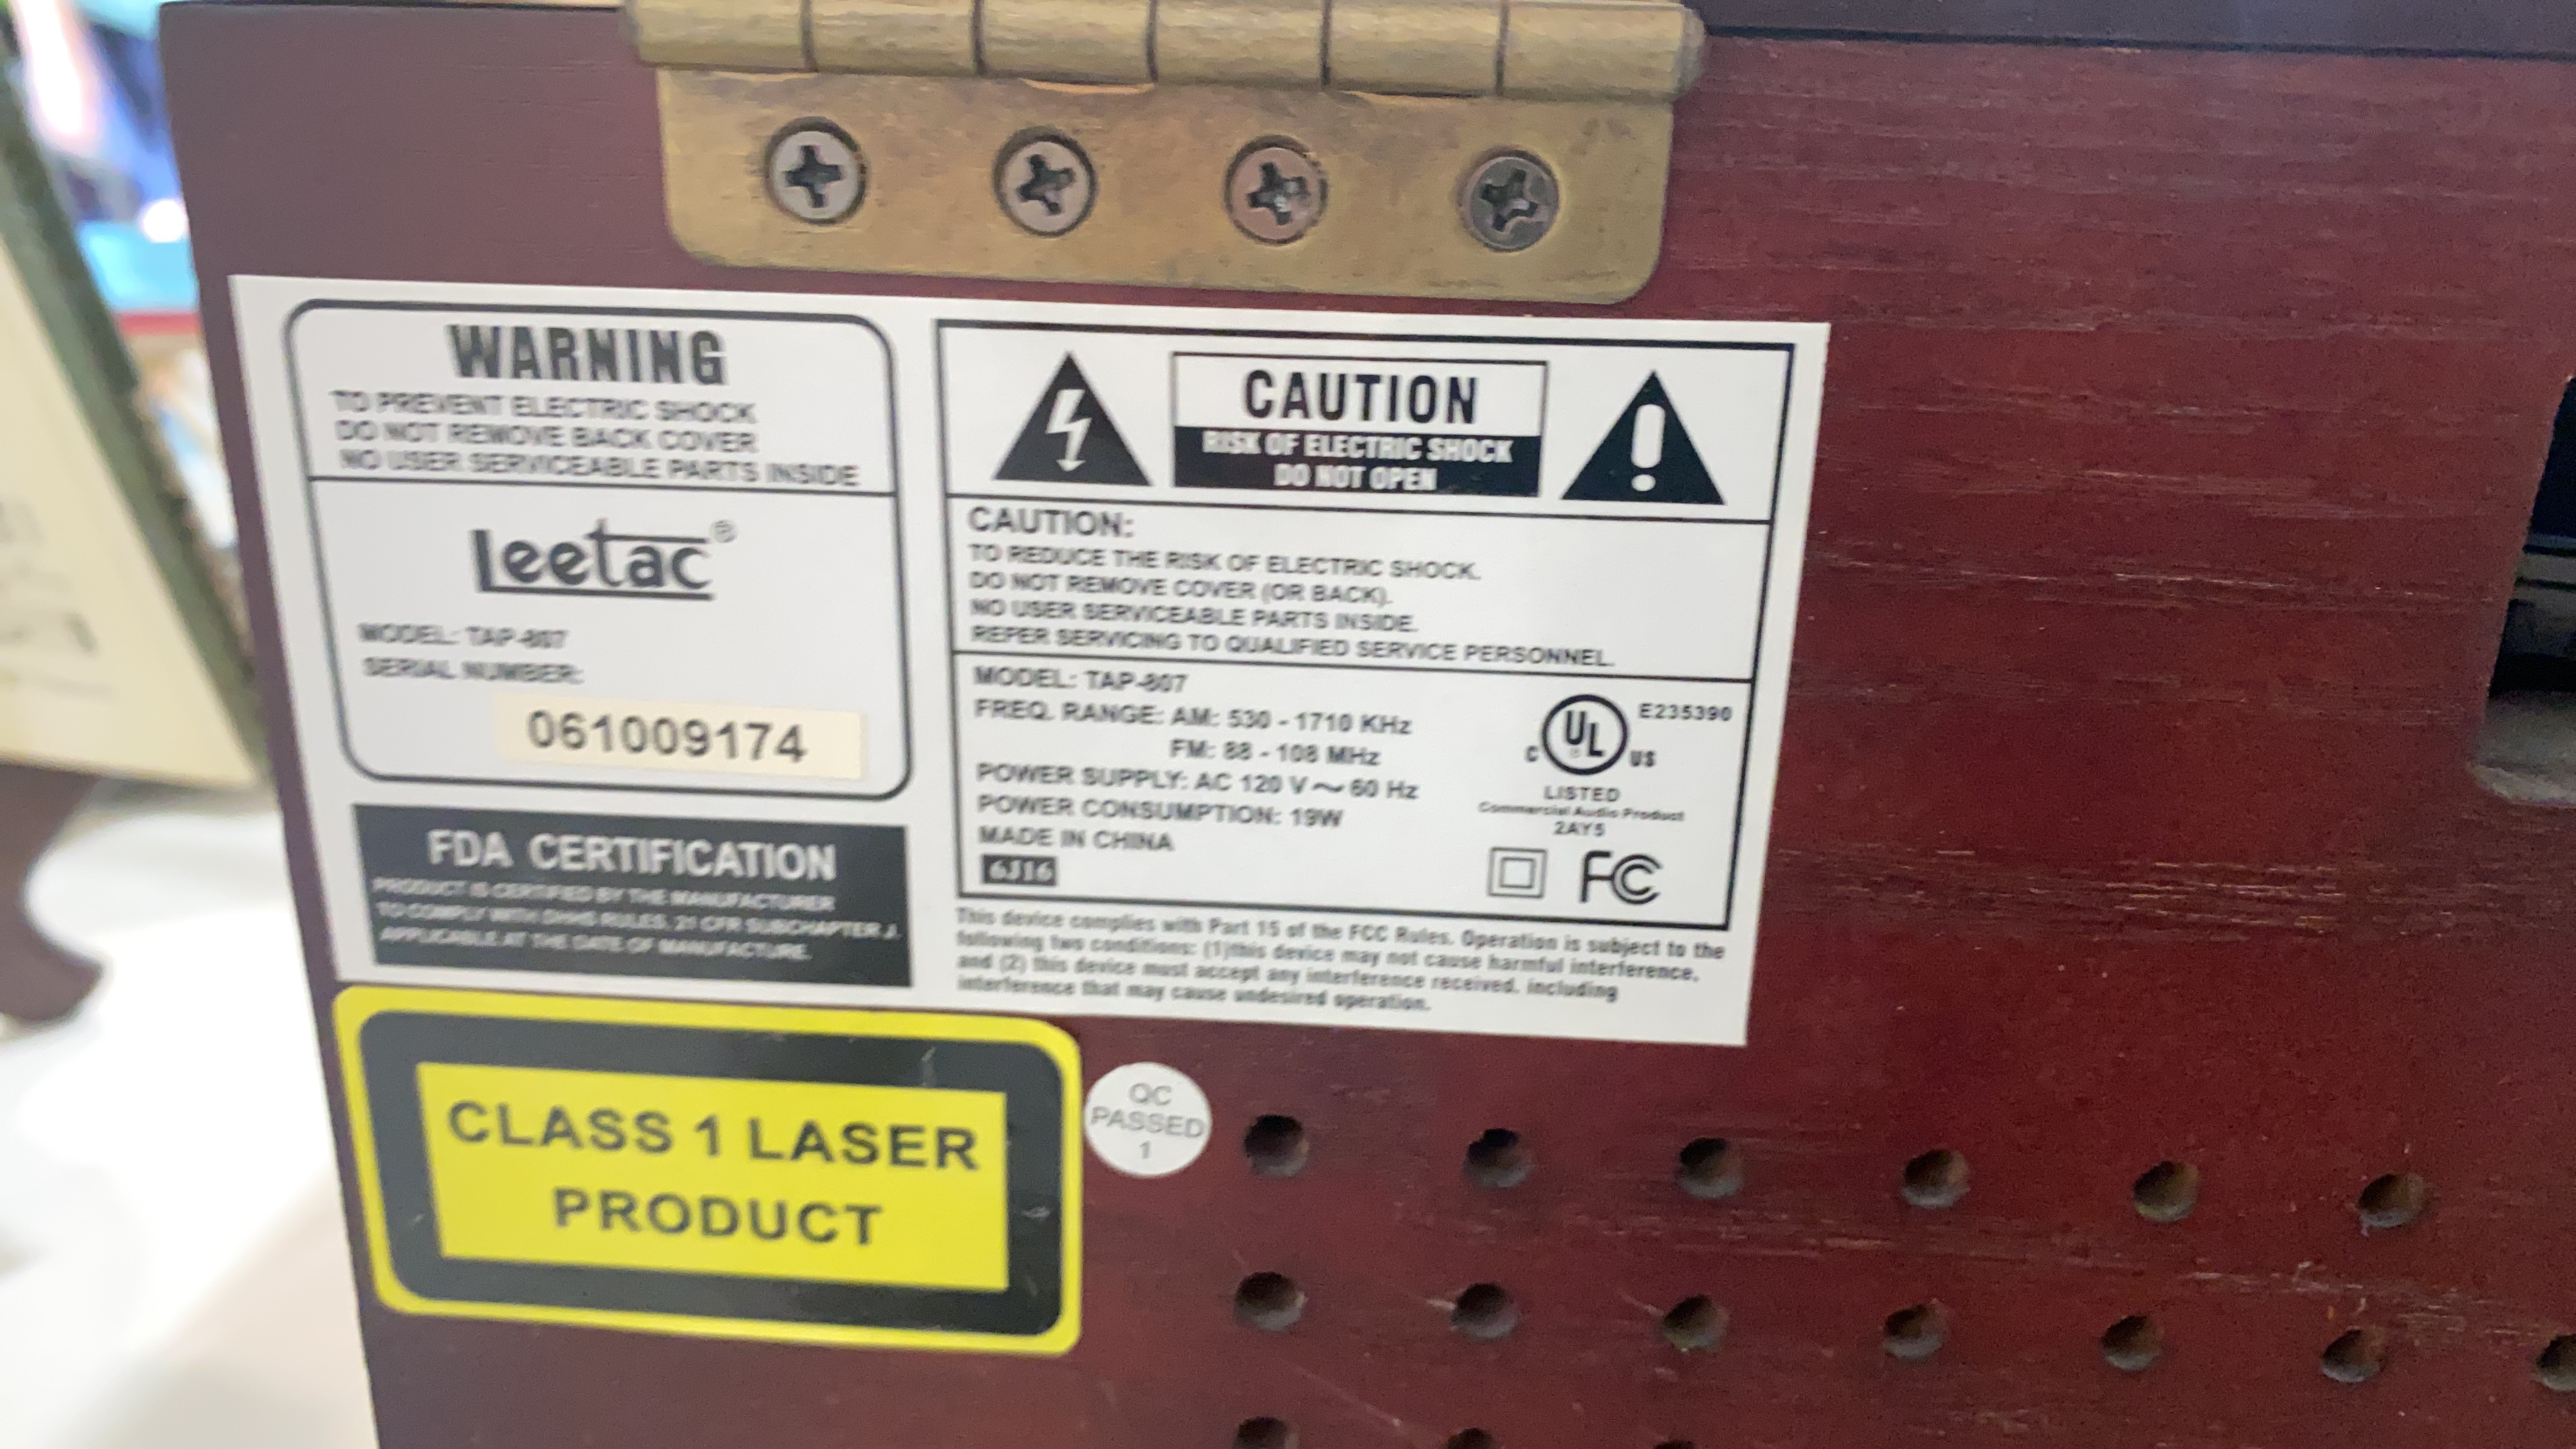 WARNING
TO PREVENT ELECTRIC SHOCK
DO NOT REMOVE BACK COVER
NO USER SERVICEABLE PARTS INSIDE
Leetac®
MODEL: TAP-807
SERIAL NUMBER:
061009174
FDA CERTIFICATION
PRODUCT IS CERTIFIED BY THE MANUFACTURER
TO COMPLY WITH DHHS RULES, 21 CFR SUBCHAPTER J.
APPLICABLE AT THE DATE OF MANUFACTURE.
CAUTION
RISK OF ELECTRIC SHOCK
DO NOT OPEN
CAUTION:
TO REDUCE THE RISK OF ELECTRIC SHOCK.
DO NOT REMOVE COVER (OR BACK).
NO USER SERVICEABLE PARTS INSIDE.
REFER SERVICING TO QUALIFIED SERVICE PERSONNEL.
MODEL: TAP-807
FREQ. RANGE: AM: 530 - 1710 KHz
FM: 88 - 108 MHz
POWER SUPPLY: AC 120 V ~ 60 Hz
POWER CONSUMPTION: 19W
MADE IN CHINA
6J16
C UL® US E235390
LISTED
Commercial Audio Product
2AY5
FC
This device complies with Part 15 of the FCC Rules. Operation is subject to the
following two conditions: (1)this device may not cause harmful interference,
and (2) this device must accept any interference received, including
interference that may cause undesired operation.
CLASS 1 LASER
PRODUCT
QC
PASSED
1